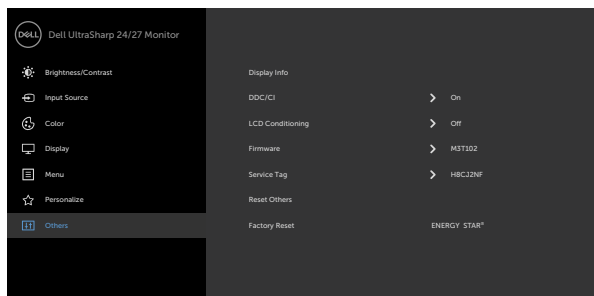 DELL Dell UltraSharp 24/27 Monitor
Brightness/Contrast Display Info
Input Source DDC/CI On
Color LCD Conditioning Off
Display Firmware M3T102
Menu Service Tag H8CJ2NF
Personalize Reset Others
Others Factory Reset ENERGY STAR®